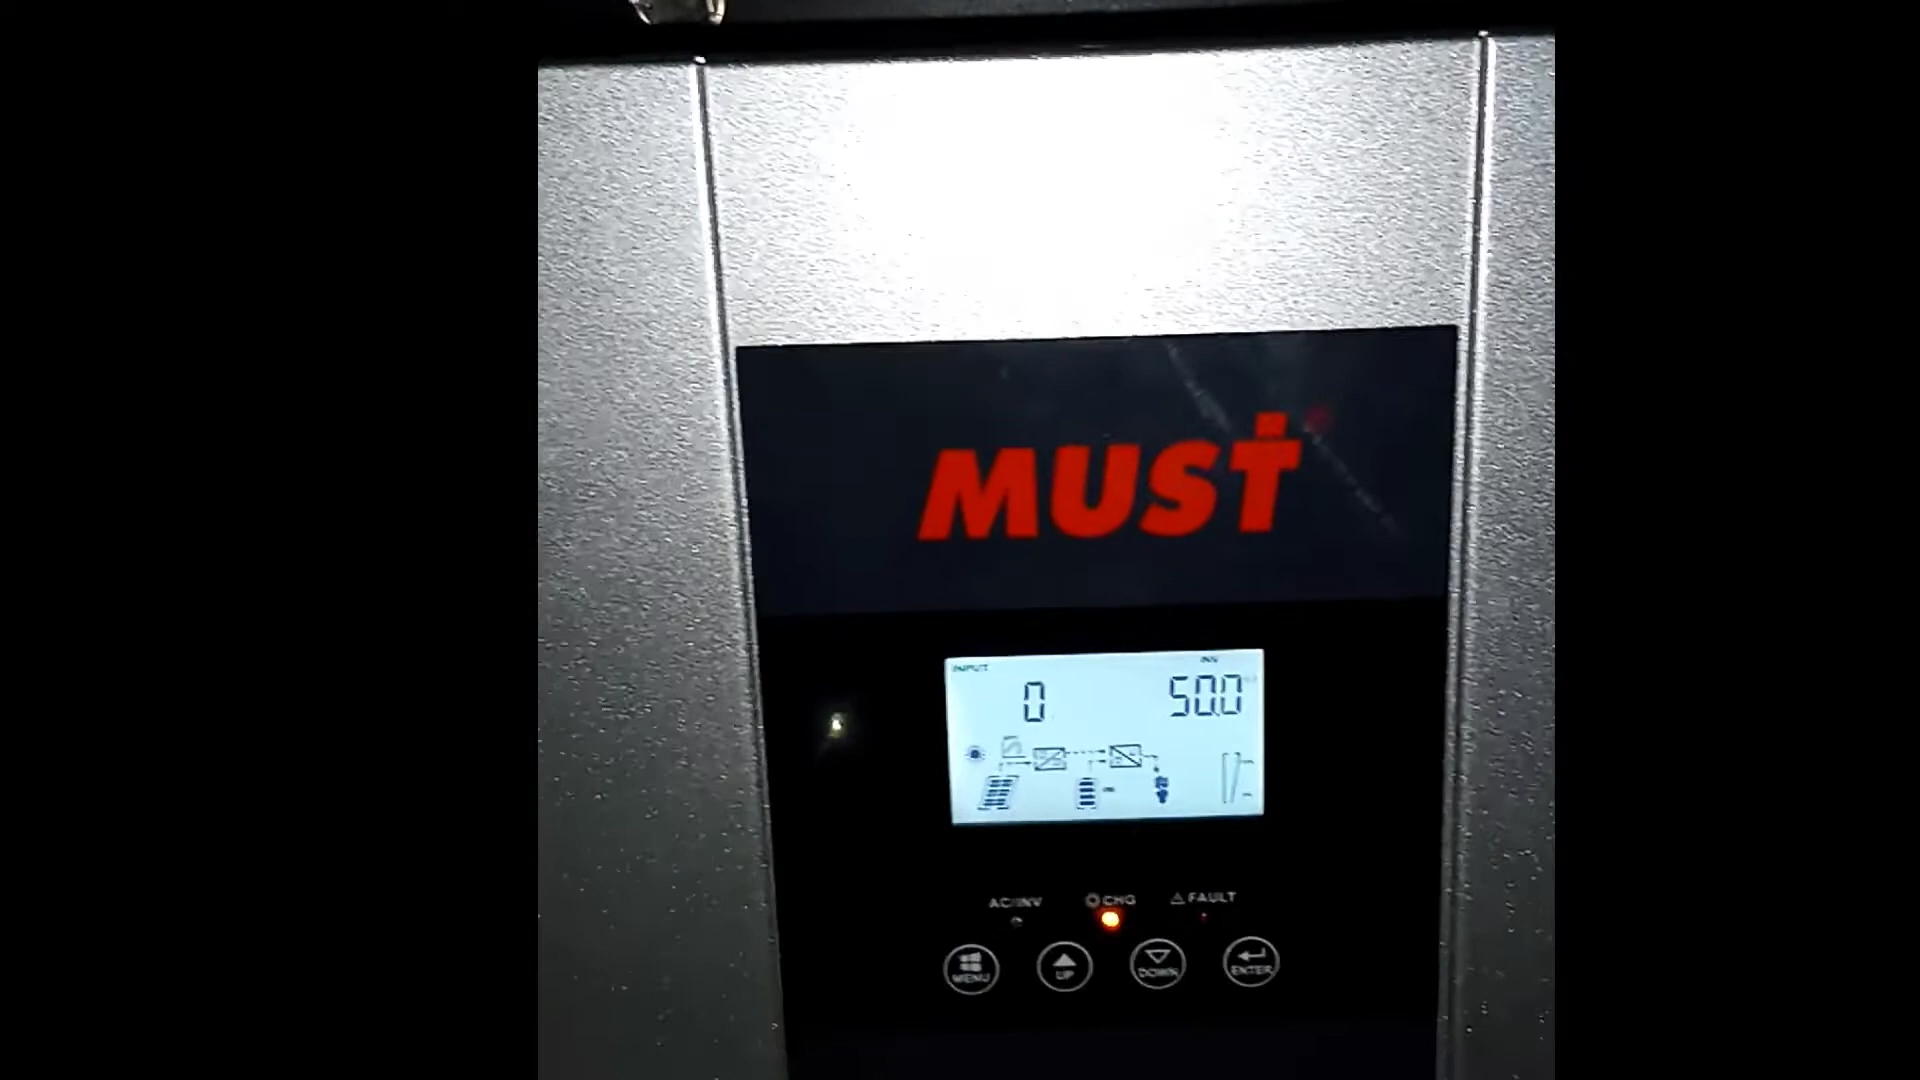 MUST
INPUT INV
0 50.0
AC/INV CHG FAULT
MENU UP DOWN ENTER